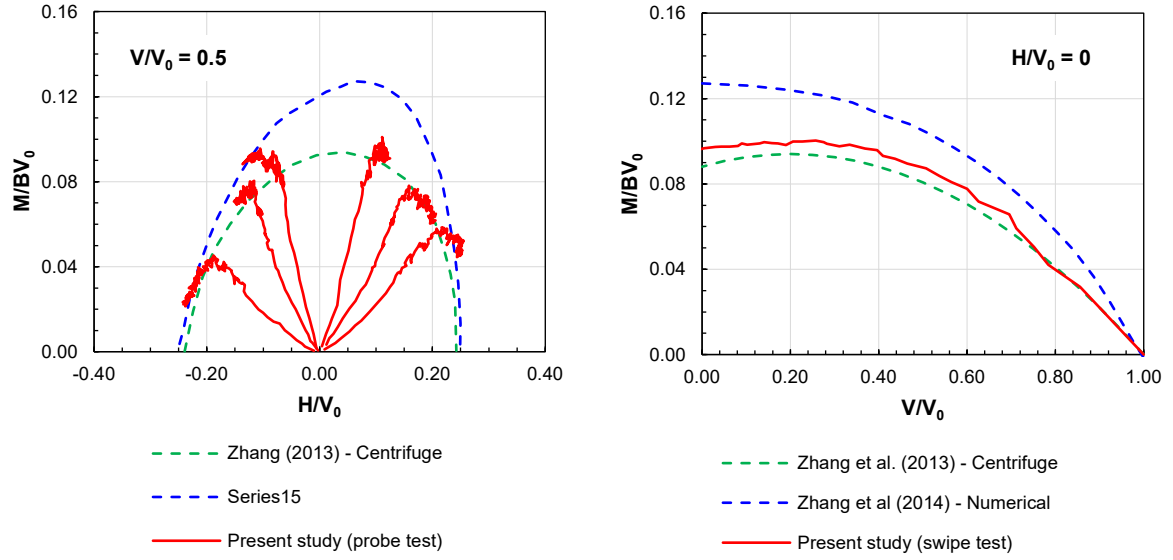 0.16
0.12
0.08
0.04
0.00
M/BV0
V/V0 = 0.5
-0.40
-0.20
0.00
0.20
0.40
H/V0
Zhang (2013) - Centrifuge
Series15
Present study (probe test)
0.16
0.12
0.08
0.04
0.00
M/BV0
H/V0 = 0
0.00
0.20
0.40
0.60
0.80
1.00
V/V0
Zhang et al. (2013) - Centrifuge
Zhang et al (2014) - Numerical
Present study (swipe test)